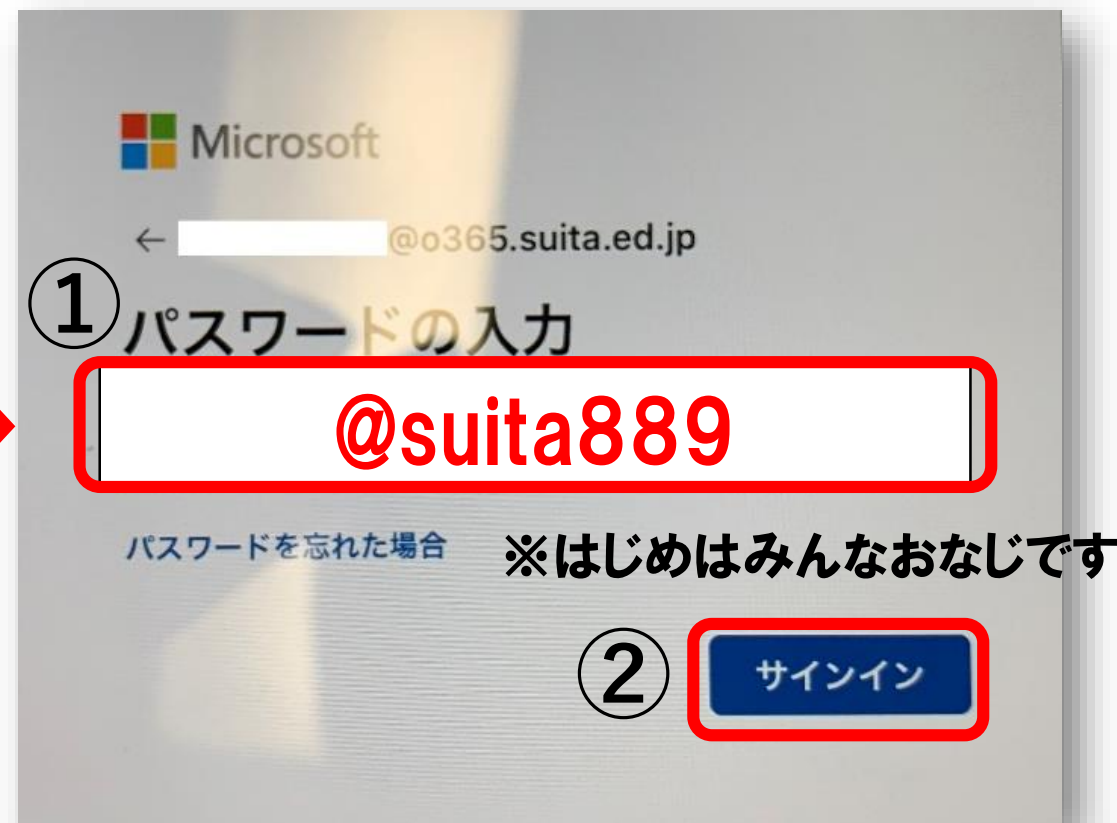 Microsoft
← @o365.suita.ed.jp
①
パスワードの入力
@suita889
パスワードを忘れた場合
※はじめはみんなおなじです
②
サインイン